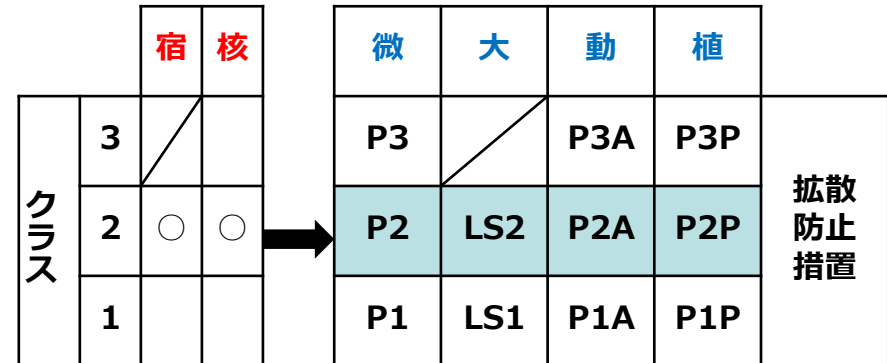 宿 核 微 大 動 植
クラス
3 P3 P3A P3P
2 ○ ○ P2 LS2 P2A P2P
1 P1 LS1 P1A P1P
拡散
防止
措置